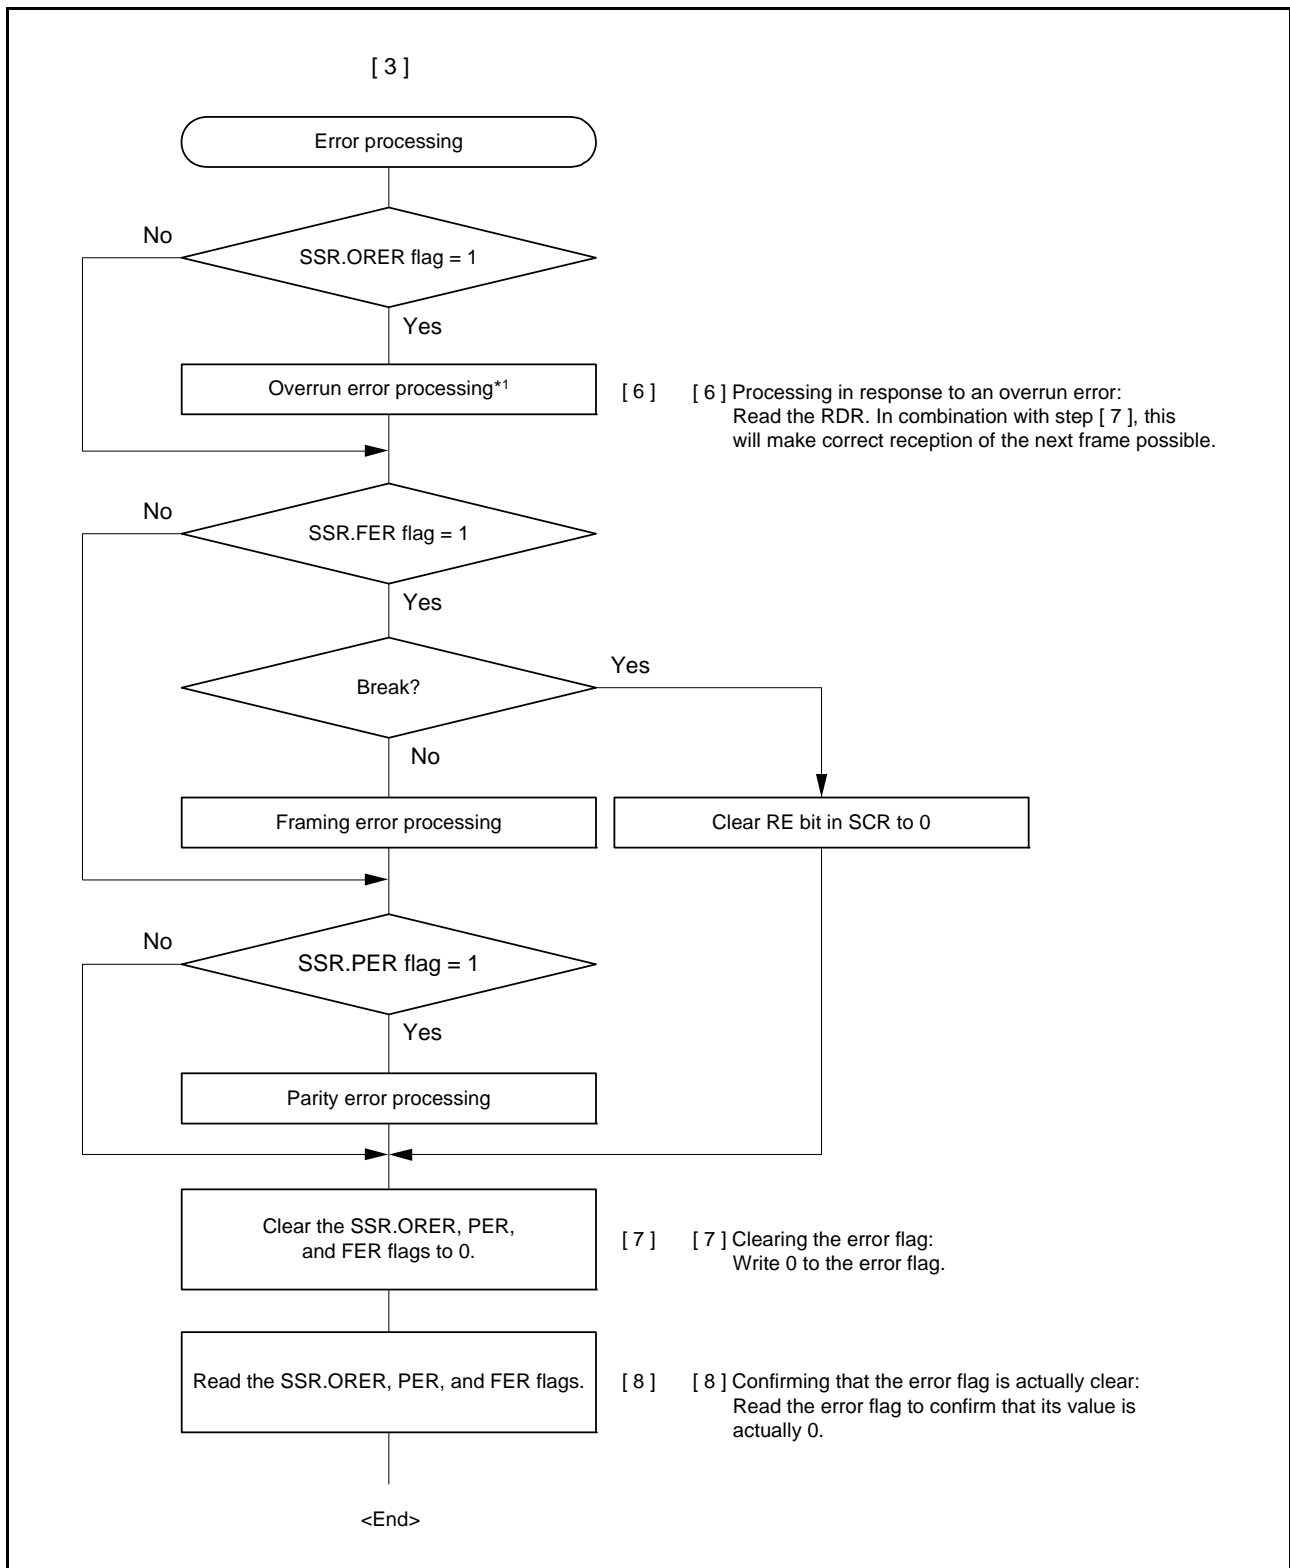 [ 3 ]
Error processing
No
SSR.ORER flag = 1
Yes
Overrun error processing*1
[ 6 ]
[ 6 ] Processing in response to an overrun error:
Read the RDR. In combination with step [ 7 ], this
will make correct reception of the next frame possible.
No
SSR.FER flag = 1
Yes
Break?
Yes
No
Framing error processing
Clear RE bit in SCR to 0
No
SSR.PER flag = 1
Yes
Parity error processing
Clear the SSR.ORER, PER,
and FER flags to 0.
[ 7 ]
[ 7 ] Clearing the error flag:
Write 0 to the error flag.
Read the SSR.ORER, PER, and FER flags.
[ 8 ]
[ 8 ] Confirming that the error flag is actually clear:
Read the error flag to confirm that its value is
actually 0.
<End>